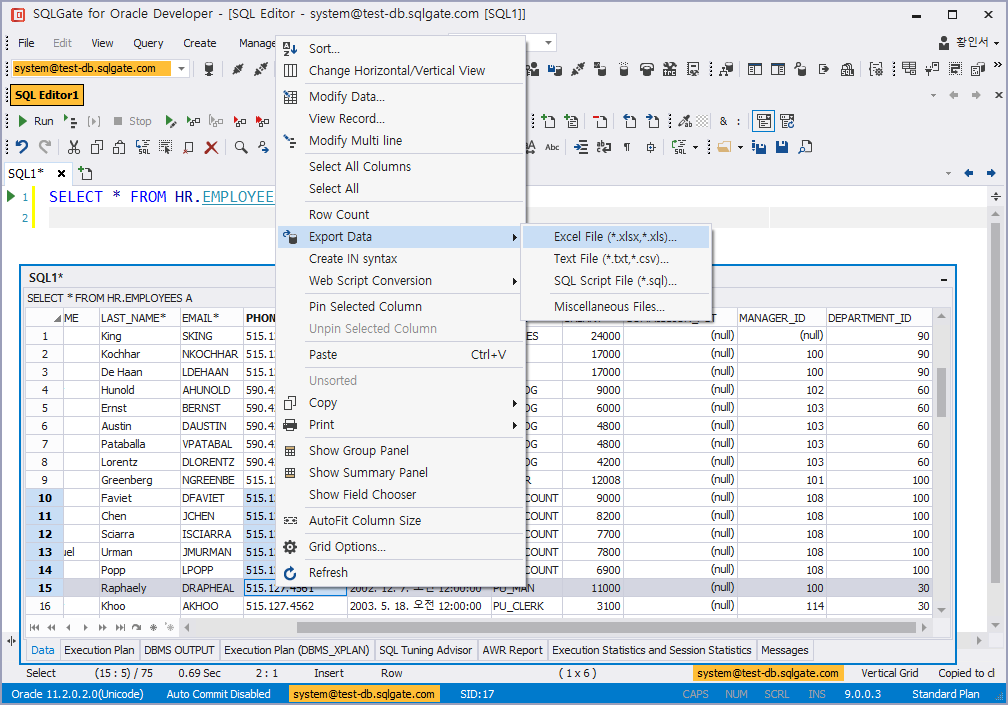 SQLGate for Oracle Developer - [SQL Editor - system@test-db.sqlgate.com [SQL1]]
File Edit View Query Create Manage 황인서
system@test-db.sqlgate.com
SQL Editor1
Run Stop
SQL1*
1 SELECT * FROM HR.EMPLOYEE
2
Sort...
Change Horizontal/Vertical View
Modify Data...
View Record...
Modify Multi line
Select All Columns
Select All
Row Count
Export Data
Create IN syntax
Web Script Conversion
Pin Selected Column
Unpin Selected Column
Paste Ctrl+V
Unsorted
Copy
Print
Show Group Panel
Show Summary Panel
Show Field Chooser
AutoFit Column Size
Grid Options...
Refresh
Excel File (*.xlsx,*.xls)...
Text File (*.txt,*.csv)...
SQL Script File (*.sql)...
Miscellaneous Files...
SQL1*
SELECT * FROM HR.EMPLOYEES A
ME LAST_NAME* EMAIL* PHON MANAGER_ID DEPARTMENT_ID
1 King SKING 515.1 ES 24000 (null) (null) 90
2 Kochhar NKOCHHAR 515.1 17000 (null) 100 90
3 De Haan LDEHAAN 515.1 17000 (null) 100 90
4 Hunold AHUNOLD 590.4 OG 9000 (null) 102 60
5 Ernst BERNST 590.4 OG 6000 (null) 103 60
6 Austin DAUSTIN 590.4 OG 4800 (null) 103 60
7 Pataballa VPATABAL 590.4 OG 4800 (null) 103 60
8 Lorentz DLORENTZ 590.4 OG 4200 (null) 103 60
9 Greenberg NGREENBE 515.1 R 12008 (null) 101 100
10 Faviet DFAVIET 515.1 COUNT 9000 (null) 108 100
11 Chen JCHEN 515.1 COUNT 8200 (null) 108 100
12 Sciarra ISCIARRA 515.1 COUNT 7700 (null) 108 100
13 uel Urman JMURMAN 515.1 COUNT 7800 (null) 108 100
14 Popp LPOPP 515.1 COUNT 6900 (null) 108 100
15 Raphaely DRAPHEAL 515.127.4561 2002. 12. 7. 오전 12:00:00 PU_MAN 11000 (null) 100 30
16 Khoo AKHOO 515.127.4562 2003. 5. 18. 오전 12:00:00 PU_CLERK 3100 (null) 114 30
Data Execution Plan DBMS OUTPUT Execution Plan (DBMS_XPLAN) SQL Tuning Advisor AWR Report Execution Statistics and Session Statistics Messages
Select (15 : 5) / 75 0.69 Sec 2 : 1 Insert Row ( 1 x 6 ) system@test-db.sqlgate.com Vertical Grid Copied to cl
Oracle 11.2.0.2.0(Unicode) Auto Commit Disabled system@test-db.sqlgate.com SID:17 CAPS NUM SCRL INS 9.0.0.3 Standard Plan